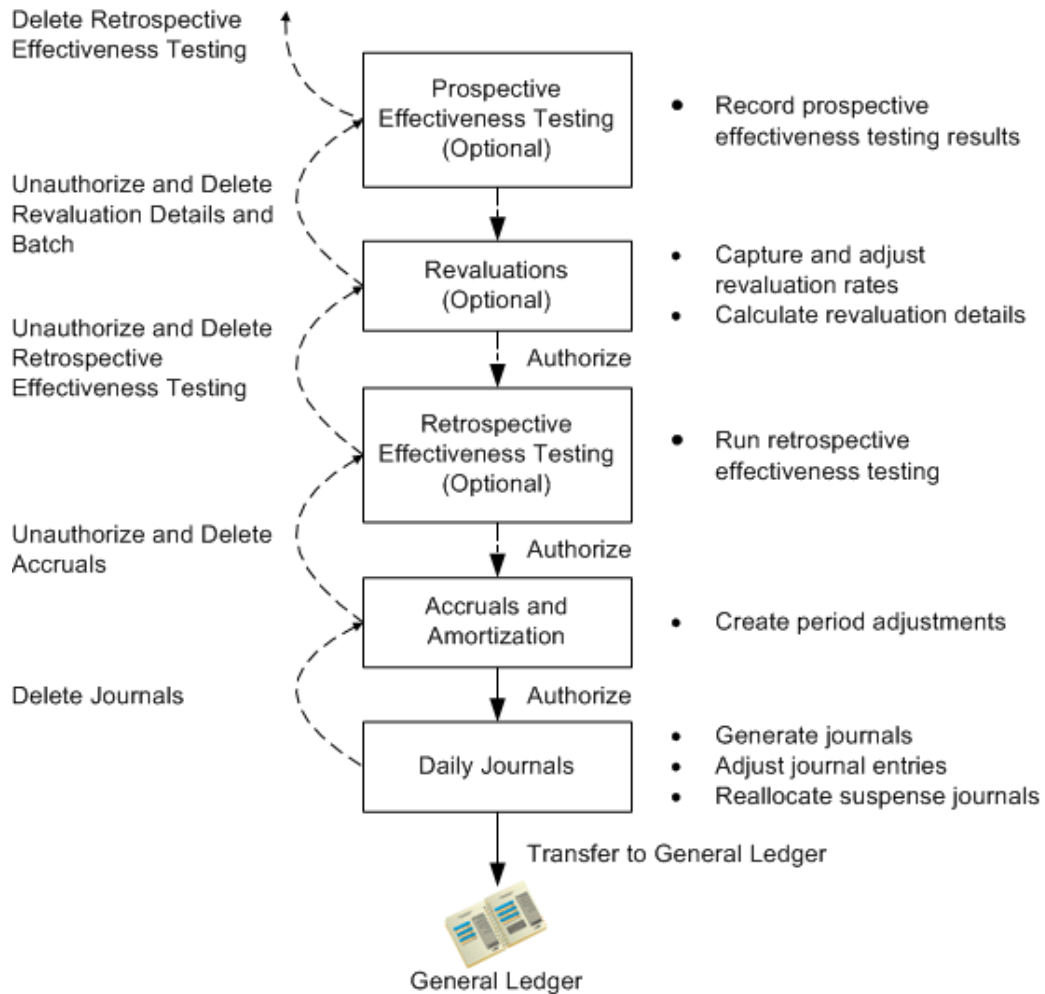 Delete Retrospective
Effectiveness Testing
Prospective
Effectiveness Testing
(Optional)
• Record prospective
effectiveness testing results
Unauthorize and Delete
Revaluation Details and
Batch
Revaluations
(Optional)
• Capture and adjust
revaluation rates
• Calculate revaluation details
Unauthorize and Delete
Retrospective
Effectiveness Testing
Authorize
Retrospective
Effectiveness Testing
(Optional)
• Run retrospective
effectiveness testing
Unauthorize and Delete
Accruals
Authorize
Accruals and
Amortization
• Create period adjustments
Delete Journals
Authorize
Daily Journals
• Generate journals
• Adjust journal entries
• Reallocate suspense journals
Transfer to General Ledger
General Ledger